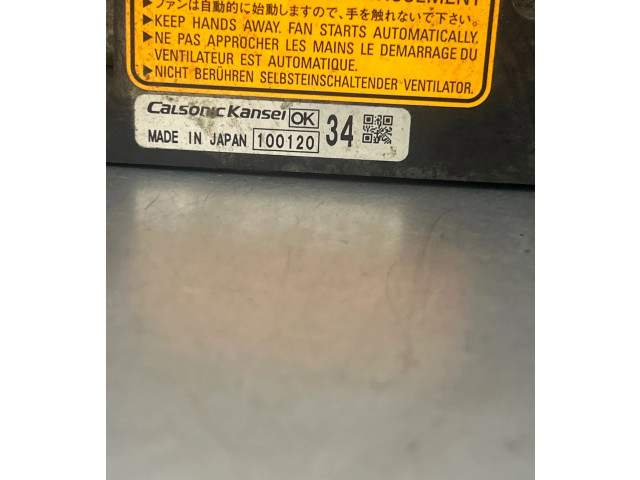 ▶ファンは自動的に始動しますので、手を触れないで下さい。
▶KEEP HANDS AWAY. FAN STARTS AUTOMATICALLY.
▶NE PAS APPROCHER LES MAINS LE DEMARRAGE DU
VENTILATEUR EST AUTOMATIQUE.
▶NICHT BERÜHREN SELBSTEINSCHALTENDER VENTILATOR.
CALSONIC KANSEI OK 34
MADE IN JAPAN 100120